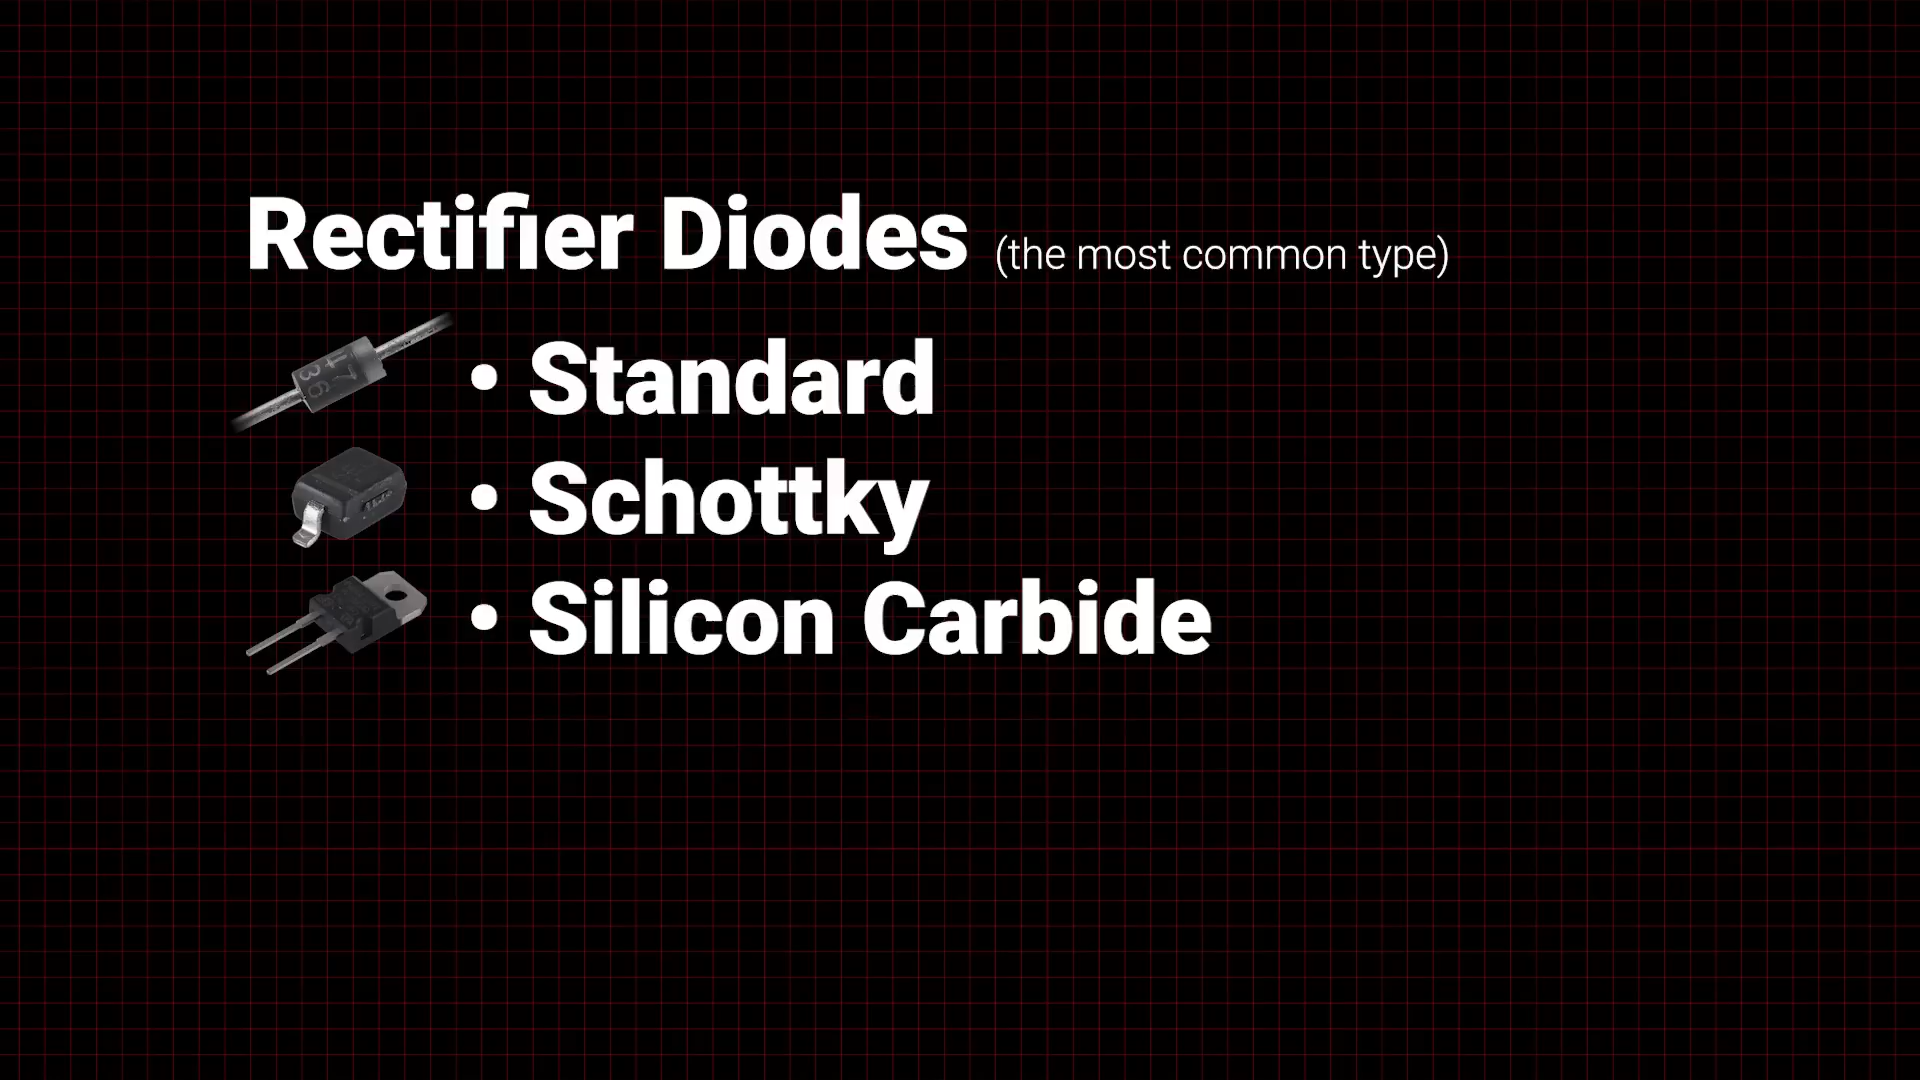 Rectifier Diodes (the most common type)
• Standard
• Schottky
• Silicon Carbide